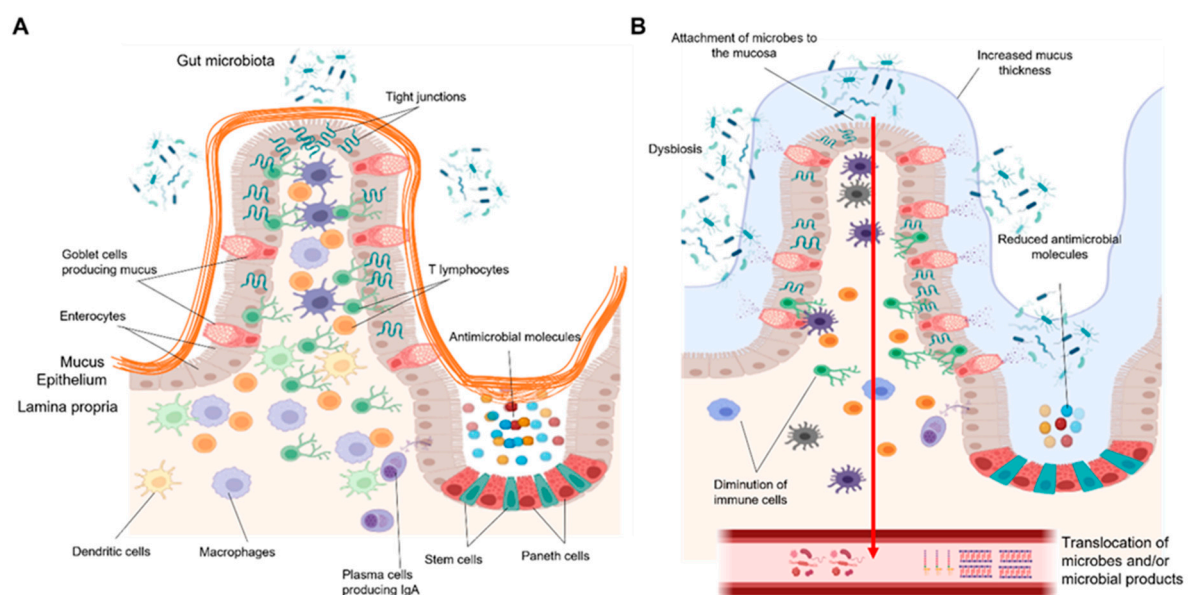 A
Gut microbiota
Tight junctions
Goblet cells
producing mucus
T lymphocytes
Enterocytes
Antimicrobial molecules
Mucus
Epithelium
Lamina propria
Dendritic cells
Macrophages
Plasma cells
producing IgA
Stem cells
Paneth cells
B
Attachment of microbes to
the mucosa
Increased mucus
thickness
Dysbiosis
Reduced antimicrobial
molecules
Diminution of
immune cells
Translocation of
microbes and/or
microbial products